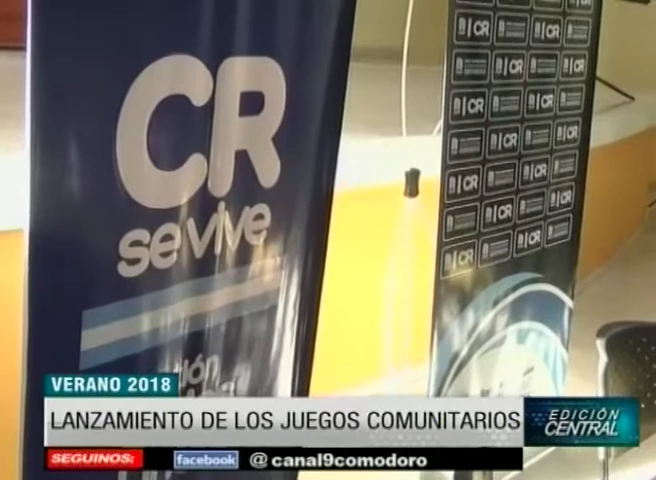 CR
se vive
VERANO 2018
LANZAMIENTO DE LOS JUEGOS COMUNITARIOS
EDICIÓN
CENTRAL
SEGUINOS: facebook @canal9comodoro